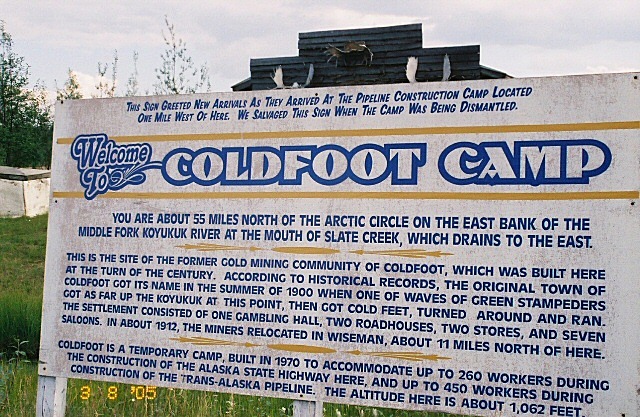 THIS SIGN GREETED NEW ARRIVALS AS THEY ARRIVED AT THE PIPELINE CONSTRUCTION CAMP LOCATED
ONE MILE WEST OF HERE. WE SALVAGED THIS SIGN WHEN THE CAMP WAS BEING DISMANTLED.
Welcome To COLDFOOT CAMP
YOU ARE ABOUT 55 MILES NORTH OF THE ARCTIC CIRCLE ON THE EAST BANK OF THE
MIDDLE FORK KOYUKUK RIVER AT THE MOUTH OF SLATE CREEK, WHICH DRAINS TO THE EAST.
THIS IS THE SITE OF THE FORMER GOLD MINING COMMUNITY OF COLDFOOT, WHICH WAS BUILT HERE
AT THE TURN OF THE CENTURY. ACCORDING TO HISTORICAL RECORDS, THE ORIGINAL TOWN OF
COLDFOOT GOT ITS NAME IN THE SUMMER OF 1900 WHEN ONE OF WAVES OF GREEN STAMPEDERS
GOT AS FAR UP THE KOYUKUK AT THIS POINT, THEN GOT COLD FEET, TURNED AROUND AND RAN.
THE SETTLEMENT CONSISTED OF ONE GAMBLING HALL, TWO ROADHOUSES, TWO STORES, AND SEVEN
SALOONS. IN ABOUT 1912, THE MINERS RELOCATED IN WISEMAN, ABOUT 11 MILES NORTH OF HERE.
COLDFOOT IS A TEMPORARY CAMP, BUILT IN 1970 TO ACCOMMODATE UP TO 260 WORKERS DURING
THE CONSTRUCTION OF THE ALASKA STATE HIGHWAY HERE, AND UP TO 450 WORKERS DURING
CONSTRUCTION OF THE TRANS-ALASKA PIPELINE. THE ALTITUDE HERE IS ABOUT 1,062 FEET.
3 8 '05